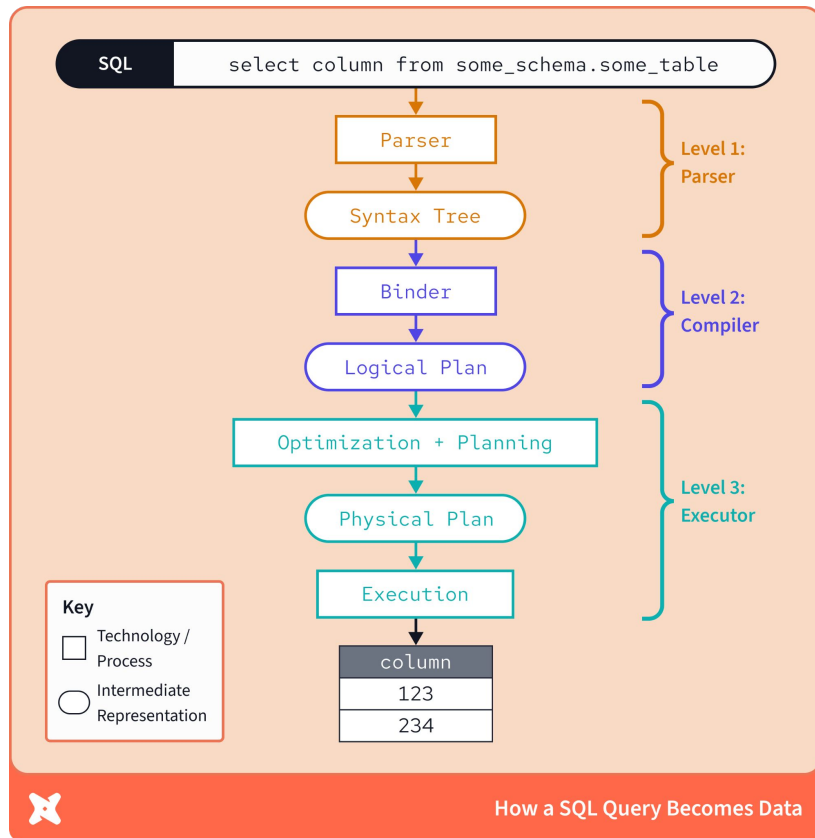 SQL
select column from some_schema.some_table
Parser
Level 1:
Parser
Syntax Tree
Binder
Level 2:
Compiler
Logical Plan
Optimization + Planning
Level 3:
Executor
Physical Plan
Execution
Key
Technology /
Process
Intermediate
Representation
column
123
234
How a SQL Query Becomes Data